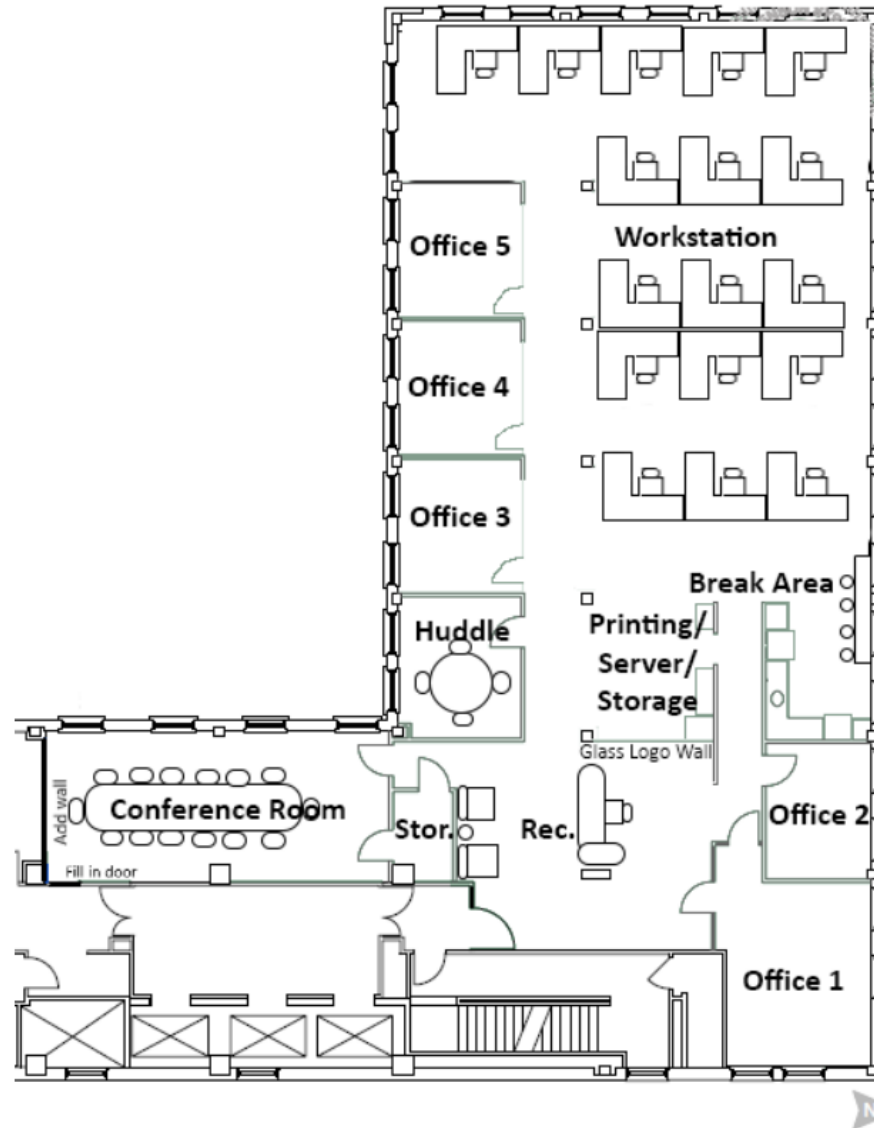 Office 5
Workstation
Office 4
Office 3
Break Area
Huddle
Printing/
Server/
Storage
Glass Logo Wall
Add wall
Conference Room
Stor.
Rec.
Office 2
Fill in door
Office 1
N